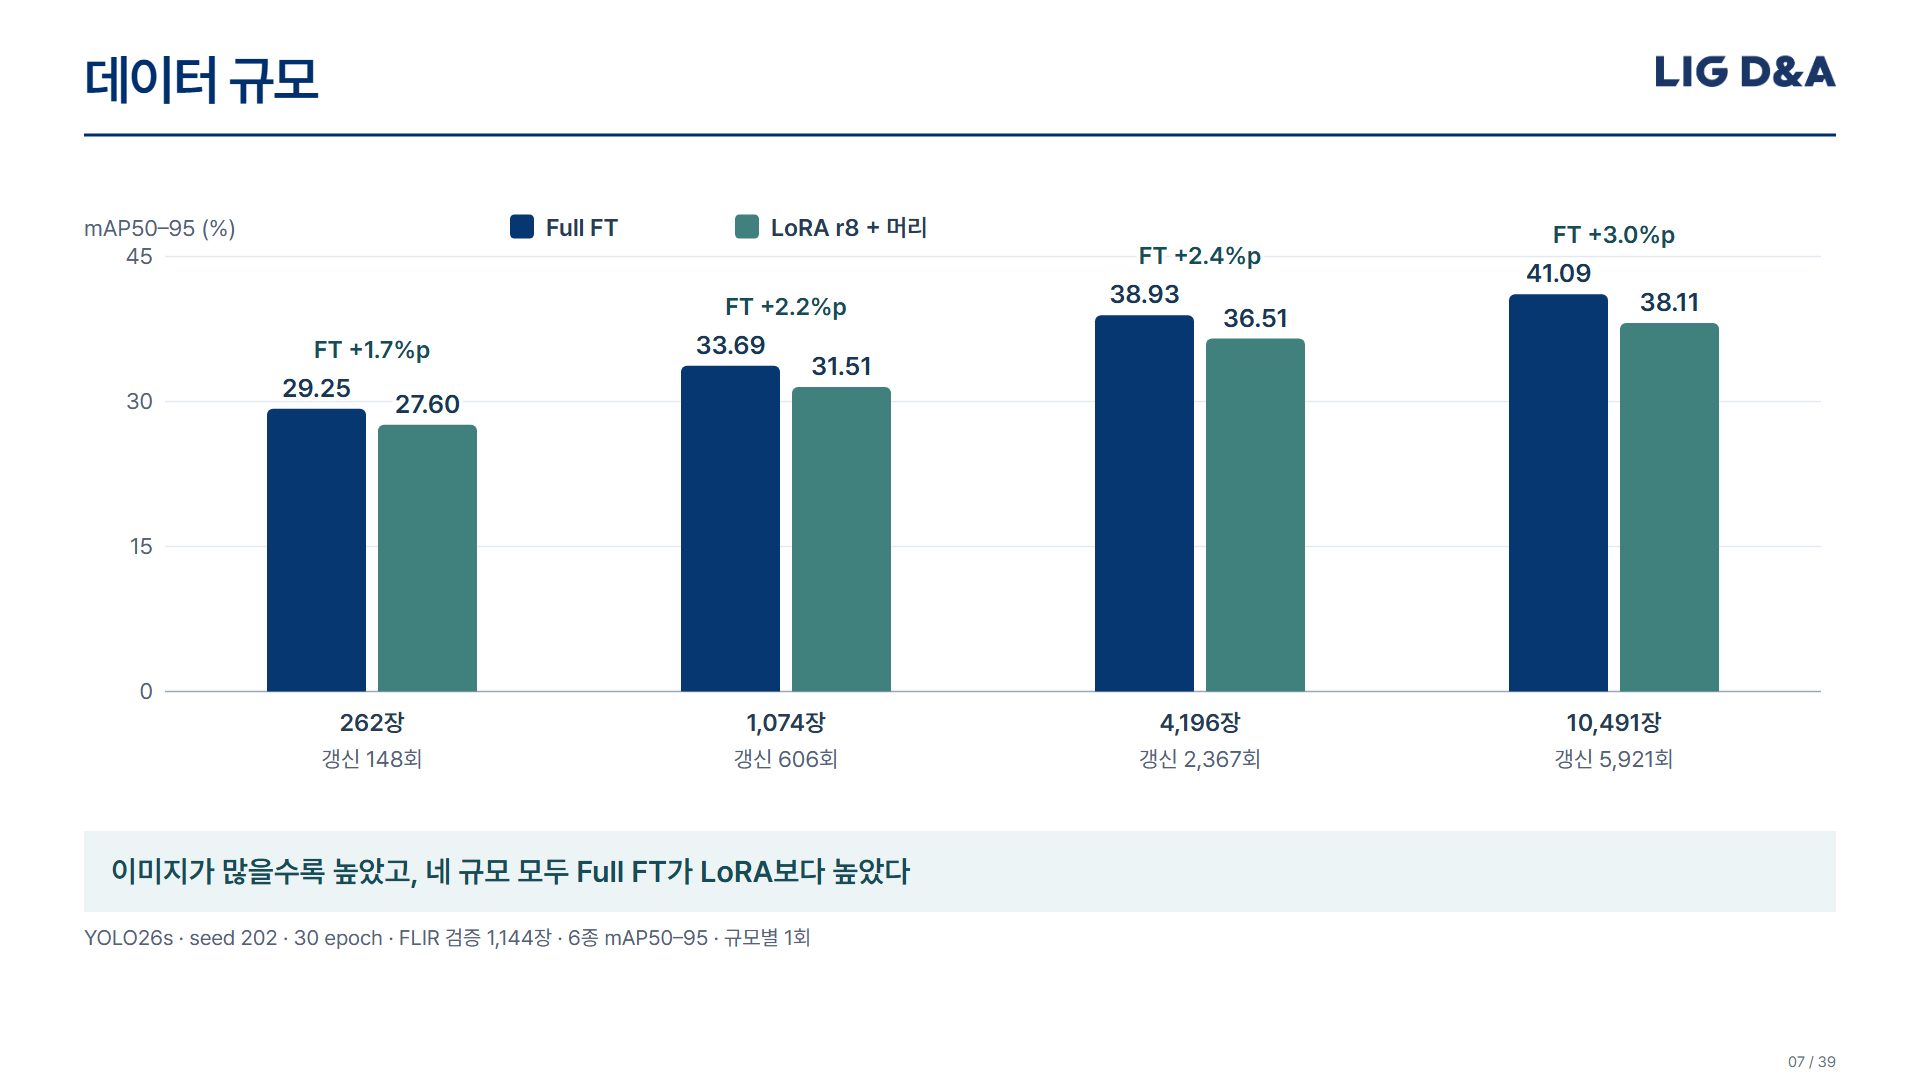 데이터 규모
LIG D&A
mAP50–95 (%)
Full FT
LoRA r8 + 머리
45
30
15
0
FT +1.7%p
29.25
27.60
FT +2.2%p
33.69
31.51
FT +2.4%p
38.93
36.51
FT +3.0%p
41.09
38.11
262장
갱신 148회
1,074장
갱신 606회
4,196장
갱신 2,367회
10,491장
갱신 5,921회
이미지가 많을수록 높았고, 네 규모 모두 Full FT가 LoRA보다 높았다
YOLO26s · seed 202 · 30 epoch · FLIR 검증 1,144장 · 6종 mAP50–95 · 규모별 1회
07 / 39